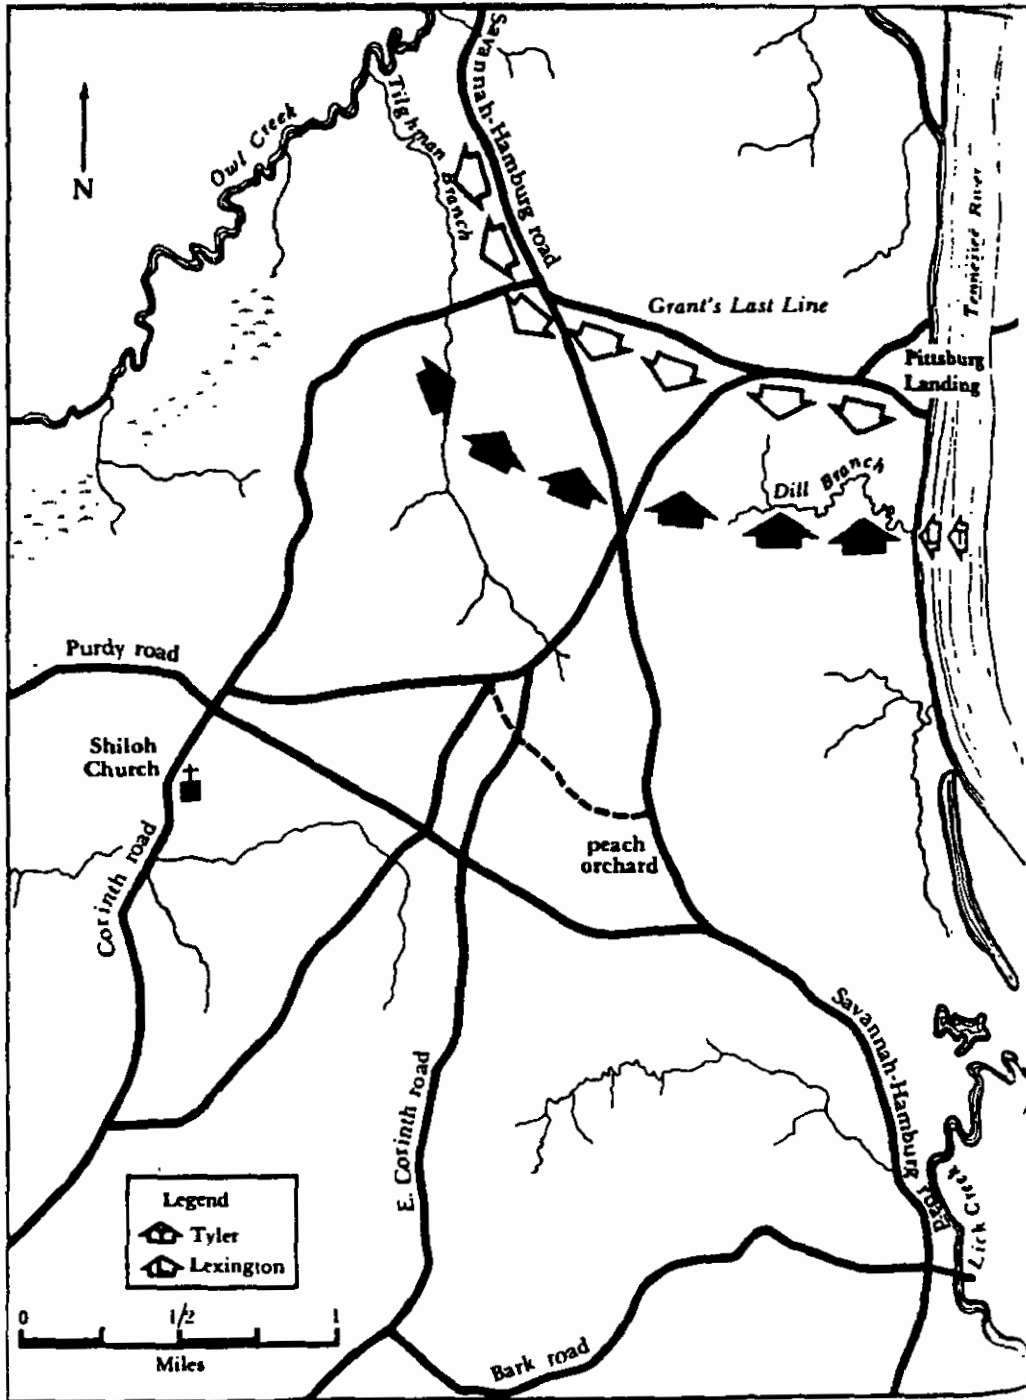 Savannah-Hamburg road
Owl Creek
Tilghman Branch
N
Tennessee River
Grant's Last Line
Pittsburg
Landing
Dill Branch
Purdy road
Shiloh
Church
peach
orchard
Corinth road
Savannah-Hamburg road
E. Corinth road
Lick Creek
Legend
Tyler
Lexington
0 1/2 1
Miles
Bark road